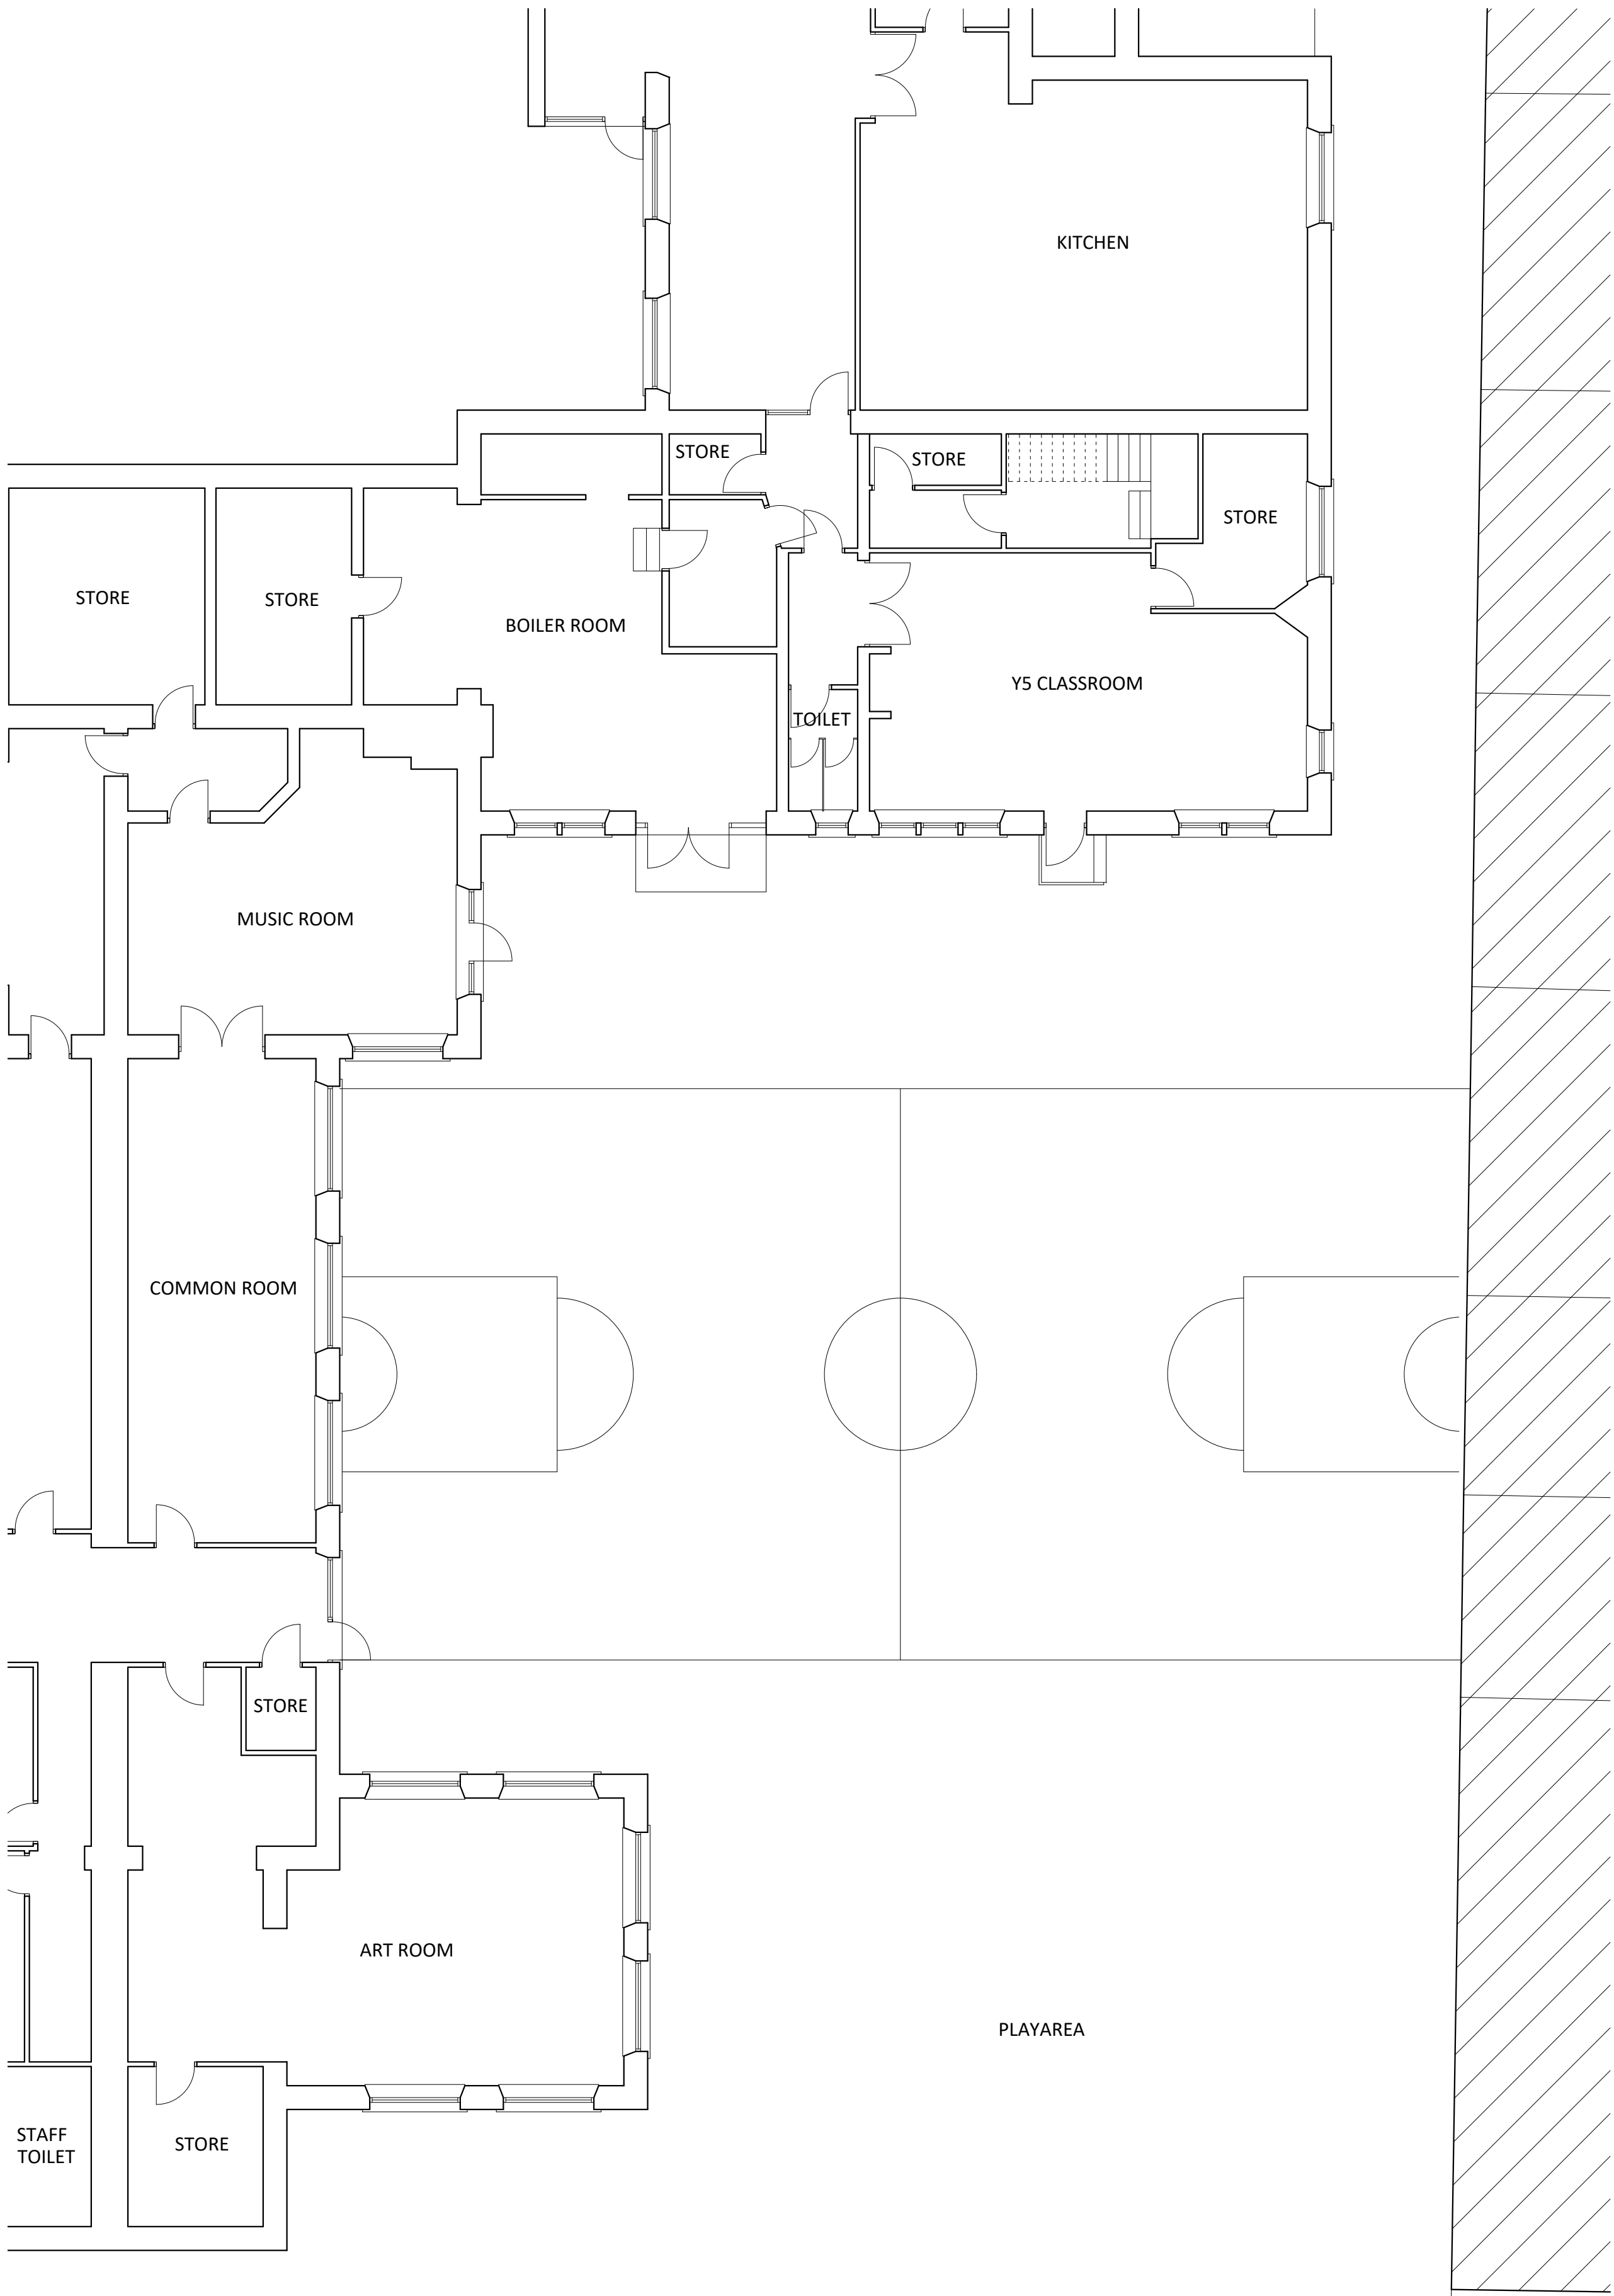 KITCHEN
STORE
STORE
STORE
STORE
STORE
BOILER ROOM
Y5 CLASSROOM
TOILET
MUSIC ROOM
COMMON ROOM
STORE
ART ROOM
PLAYAREA
STAFF
TOILET
STORE